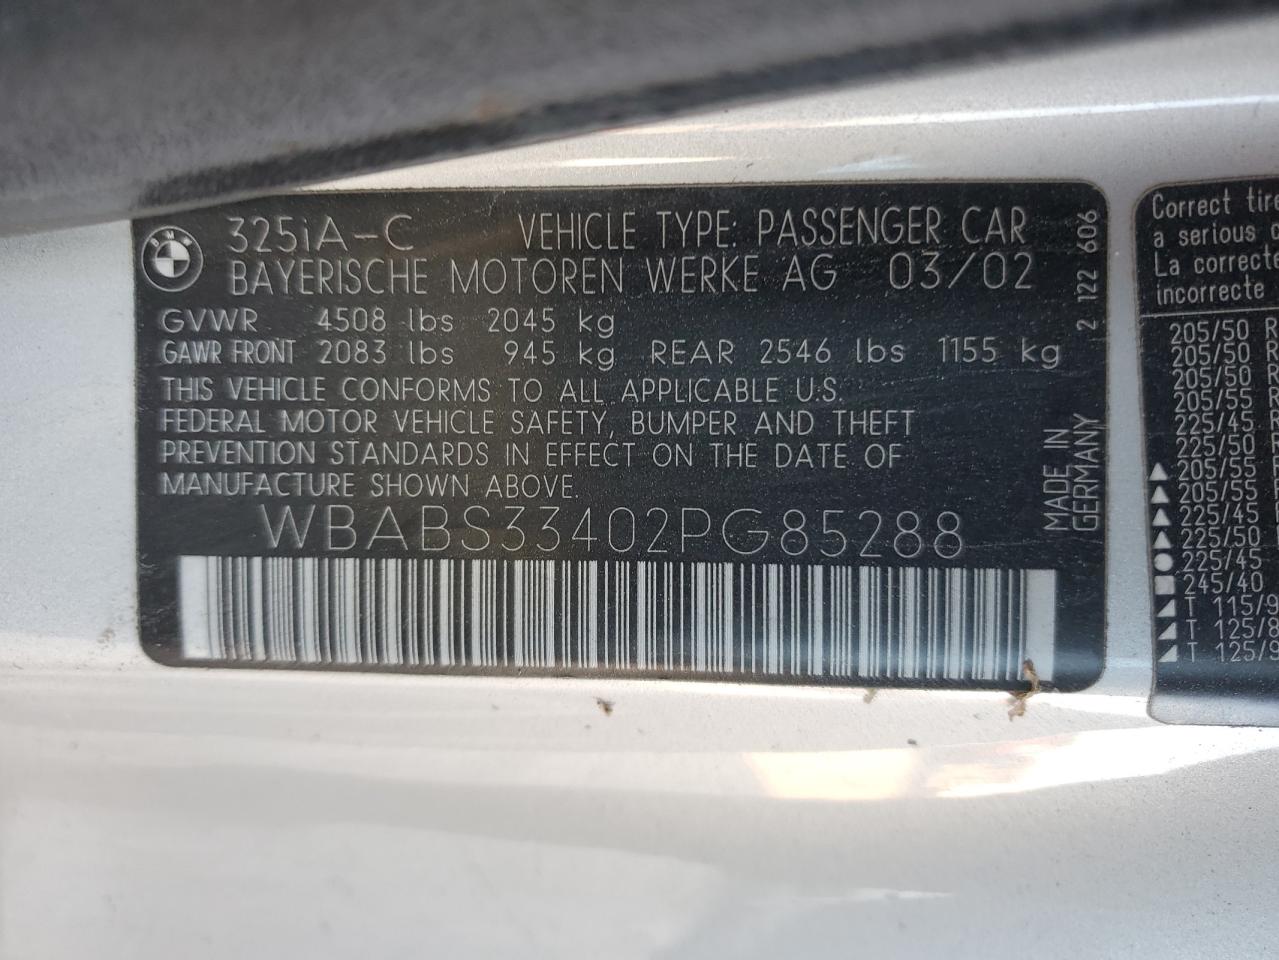 325iA-C VEHICLE TYPE: PASSENGER CAR
BMW
BAYERISCHE MOTOREN WERKE AG 03/02
GVWR 4508 lbs 2045 kg
GAWR FRONT 2083 lbs 945 kg REAR 2546 lbs 1155 kg
THIS VEHICLE CONFORMS TO ALL APPLICABLE U.S.
FEDERAL MOTOR VEHICLE SAFETY, BUMPER AND THEFT
PREVENTION STANDARDS IN EFFECT ON THE DATE OF
MANUFACTURE SHOWN ABOVE.
WBABS33402PG85288
2 122 606
MADE IN
GERMANY
Correct tire
a serious
La correcte
incorrecte
205/50 R
205/50 R
205/50
205/55
225/45
225/50
205/55
205/55
225/45
225/50
225/45
245/40
T 115/9
T 125/8
T 125/9